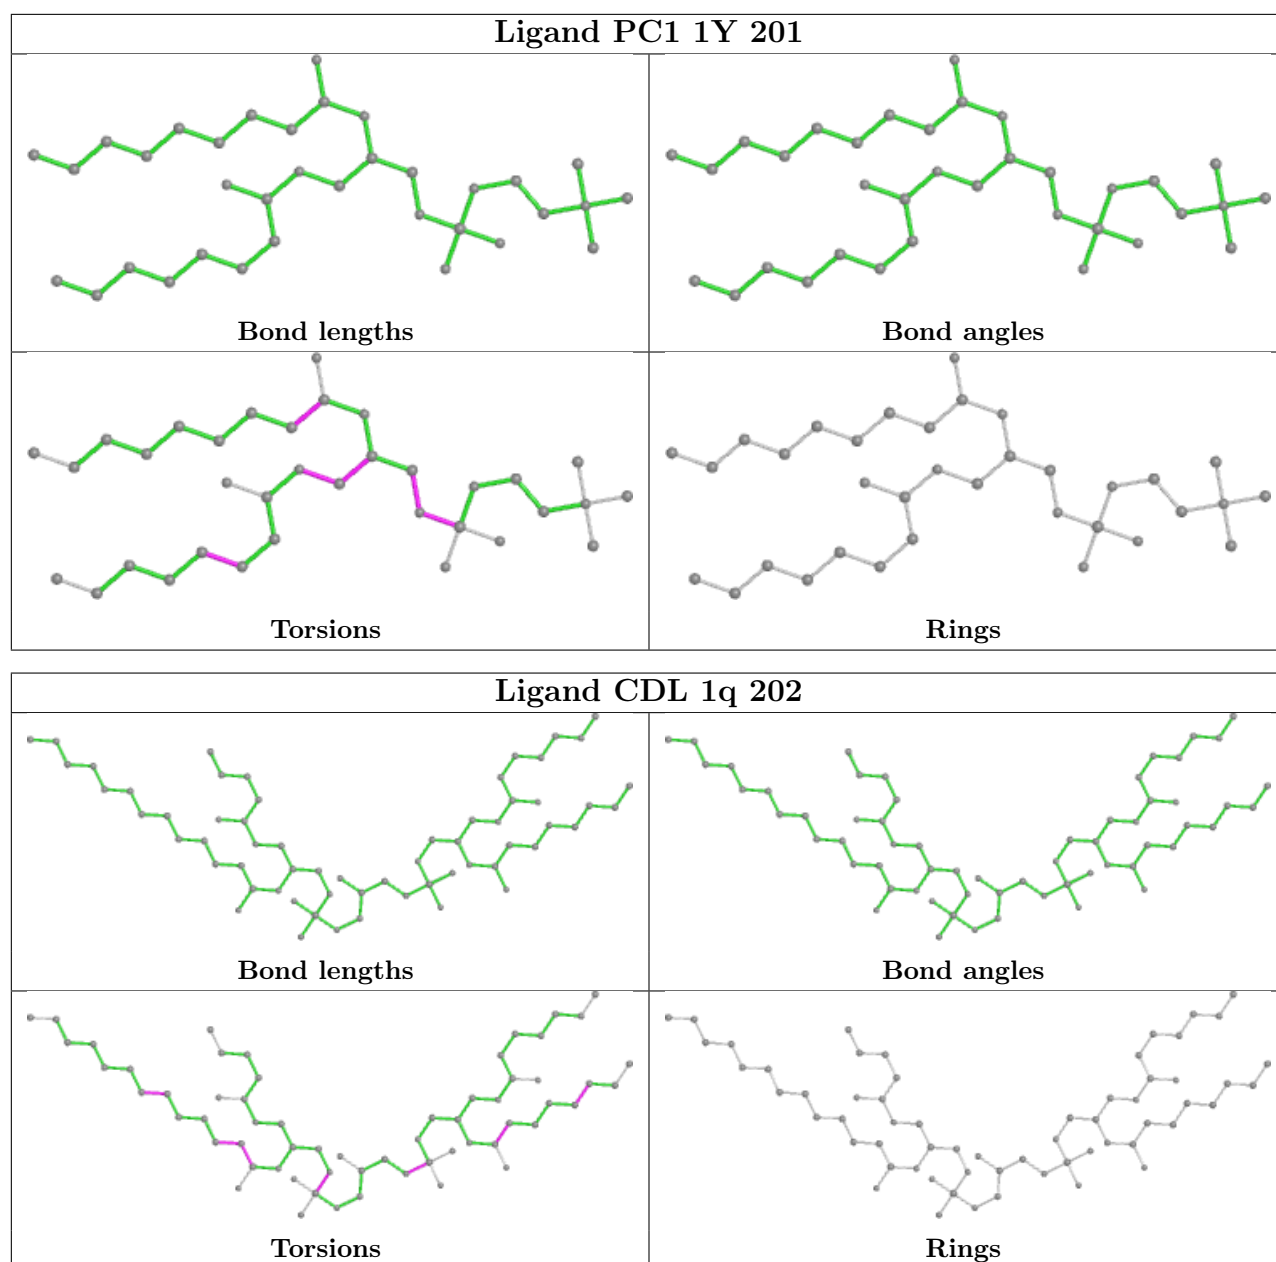 Ligand PC1 1Y 201
Bond lengths
Bond angles
Torsions
Rings
Ligand CDL 1q 202
Bond lengths
Bond angles
Torsions
Rings